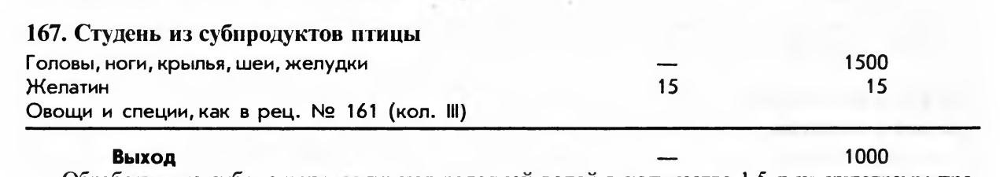 167. Студень из субпродуктов птицы
Головы, ноги, крылья, шеи, желудки — 1500
Желатин 15 15
Овощи и специи, как в рец. № 161 (кол. III)
Выход — 1000